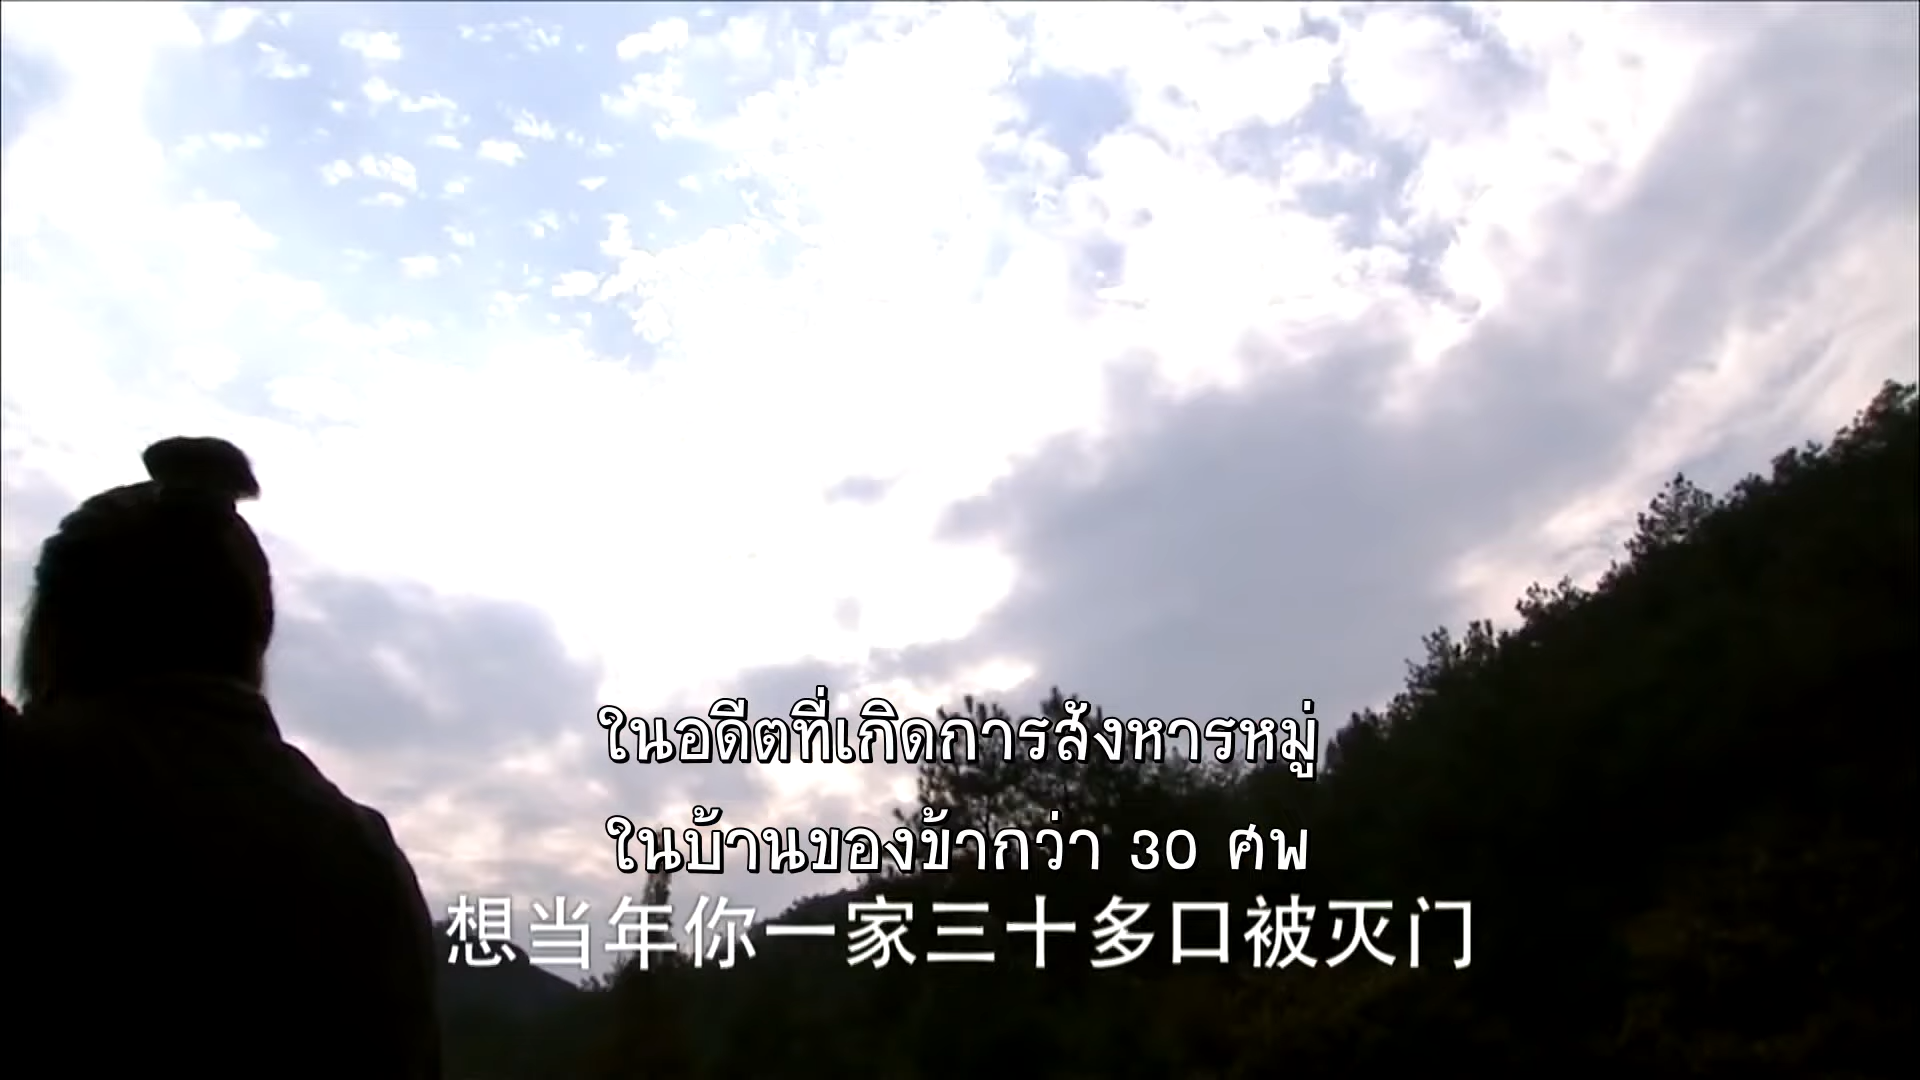 ในอดีตที่เกิดการสังหารหมู่
ในบ้านของข้ากว่า 30 ศพ
想当年你一家三十多口被灭门